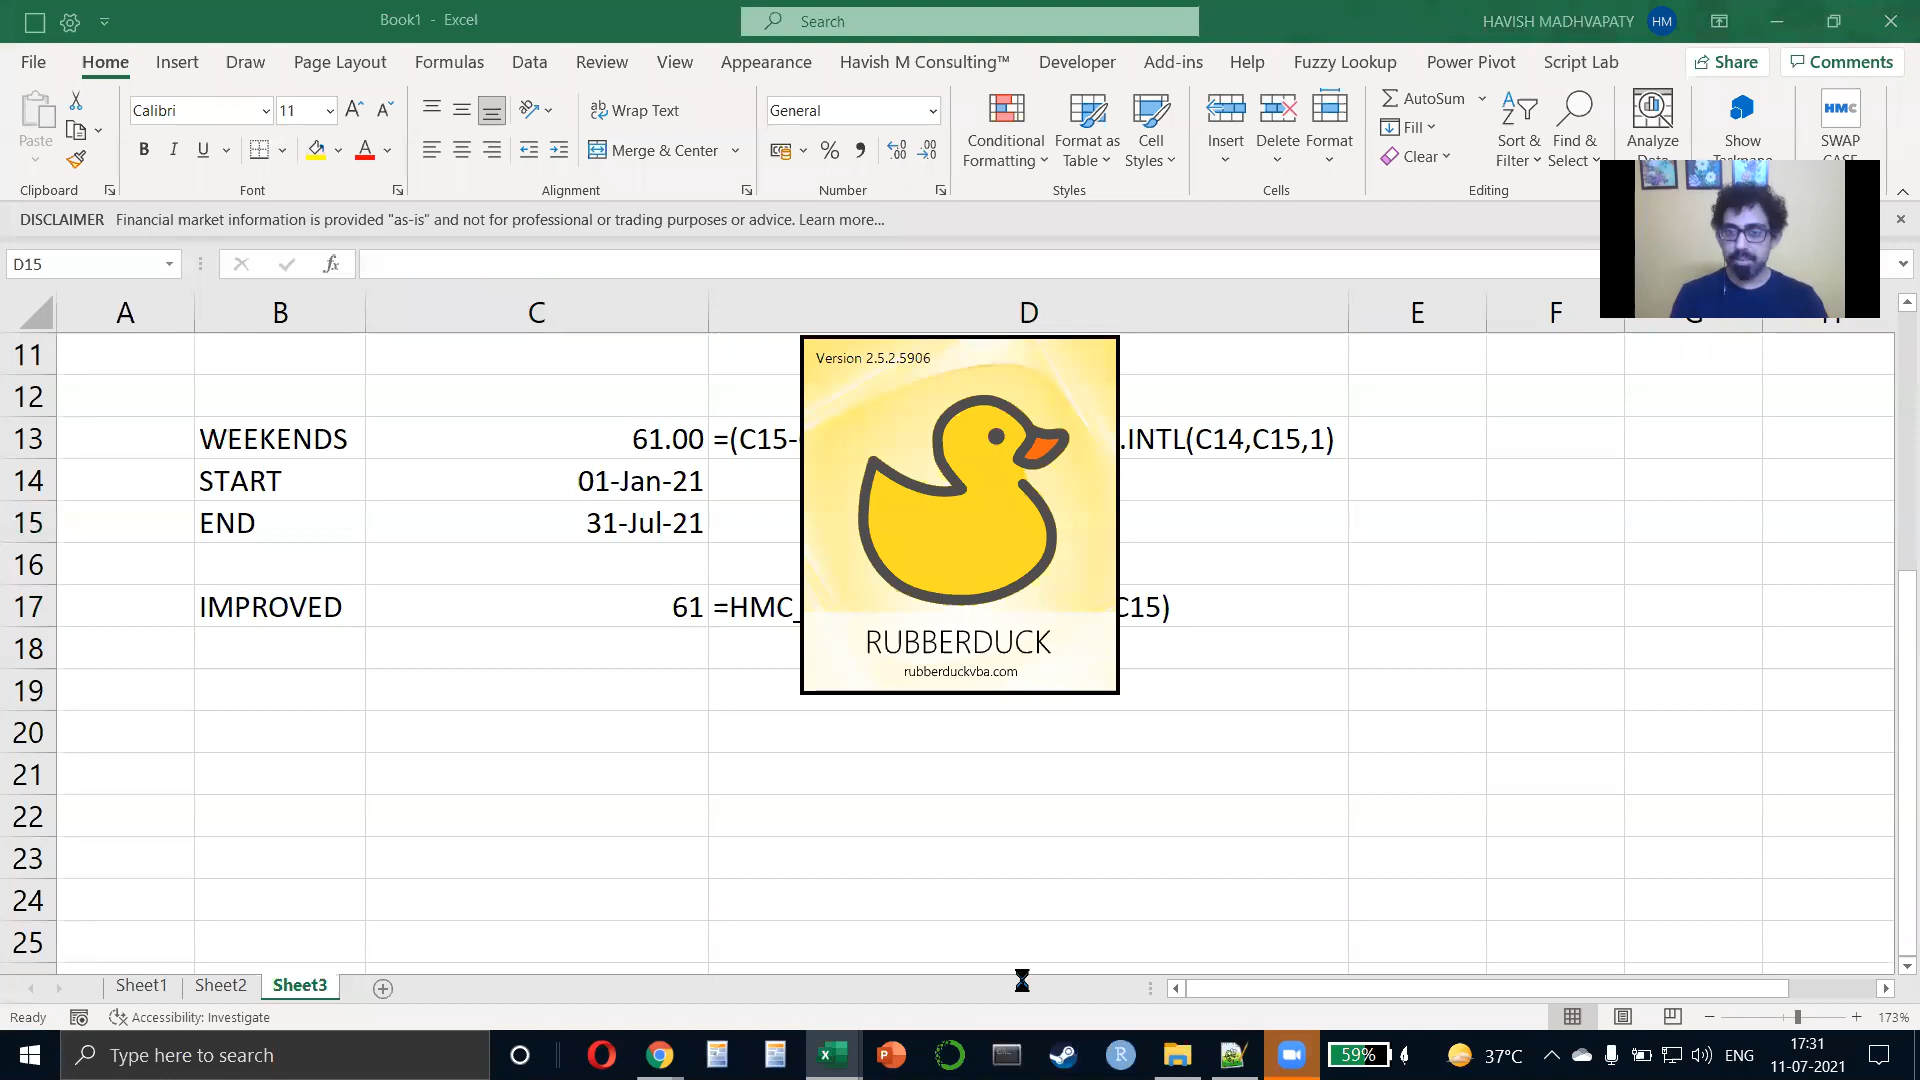 Book1 - Excel
Search
HAVISH MADHVAPATY HM
File Home Insert Draw Page Layout Formulas Data Review View Appearance Havish M Consulting™ Developer Add-ins Help Fuzzy Lookup Power Pivot Script Lab Share Comments
Paste
Clipboard
Calibri 11
B I U A
Font
Wrap Text
Merge & Center
Alignment
General
% 9
Number
Conditional Formatting
Format as Table
Cell Styles
Styles
Insert Delete Format
Cells
AutoSum
Fill
Clear
Sort & Filter
Find & Select
Editing
Analyze
Show
HMC
SWAP
DISCLAIMER Financial market information is provided "as-is" and not for professional or trading purposes or advice. Learn more...
D15
fx
A B C D E F
11
12
13 WEEKENDS 61.00 =(C15- .INTL(C14,C15,1)
14 START 01-Jan-21
15 END 31-Jul-21
16
17 IMPROVED 61 =HMC_ C15)
18
19
20
21
22
23
24
25
Version 2.5.2.5906
RUBBERDUCK
rubberduckvba.com
Sheet1 Sheet2 Sheet3
Ready Accessibility: Investigate 173%
Type here to search
59%
37°C
ENG
17:31
11-07-2021